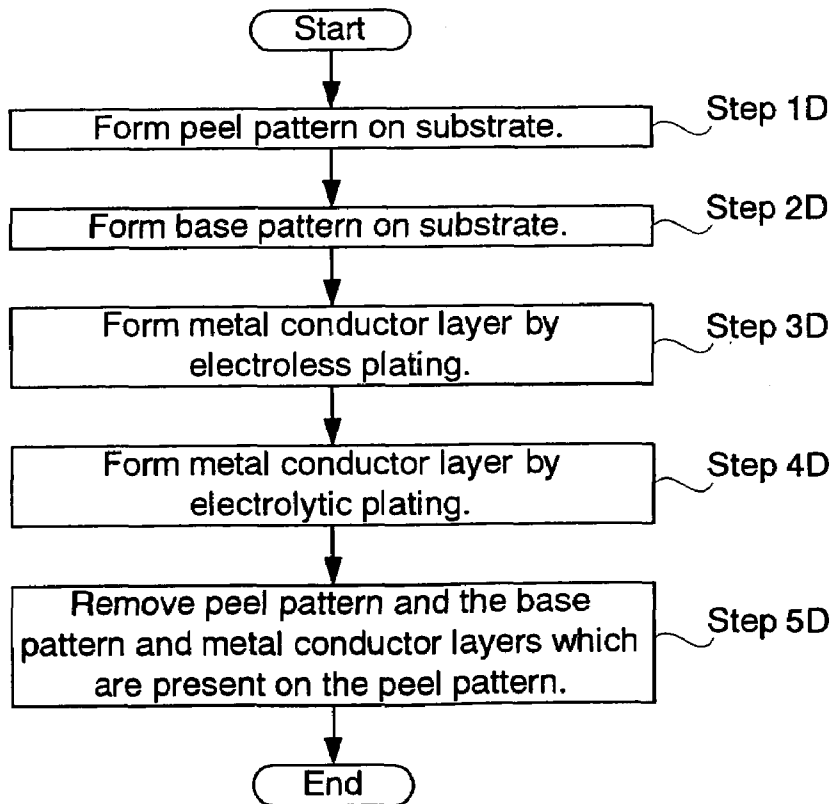 Start
Form peel pattern on substrate.
Step 1D
Form base pattern on substrate.
Step 2D
Form metal conductor layer by
electroless plating.
Step 3D
Form metal conductor layer by
electrolytic plating.
Step 4D
Remove peel pattern and the base
pattern and metal conductor layers which
are present on the peel pattern.
Step 5D
End